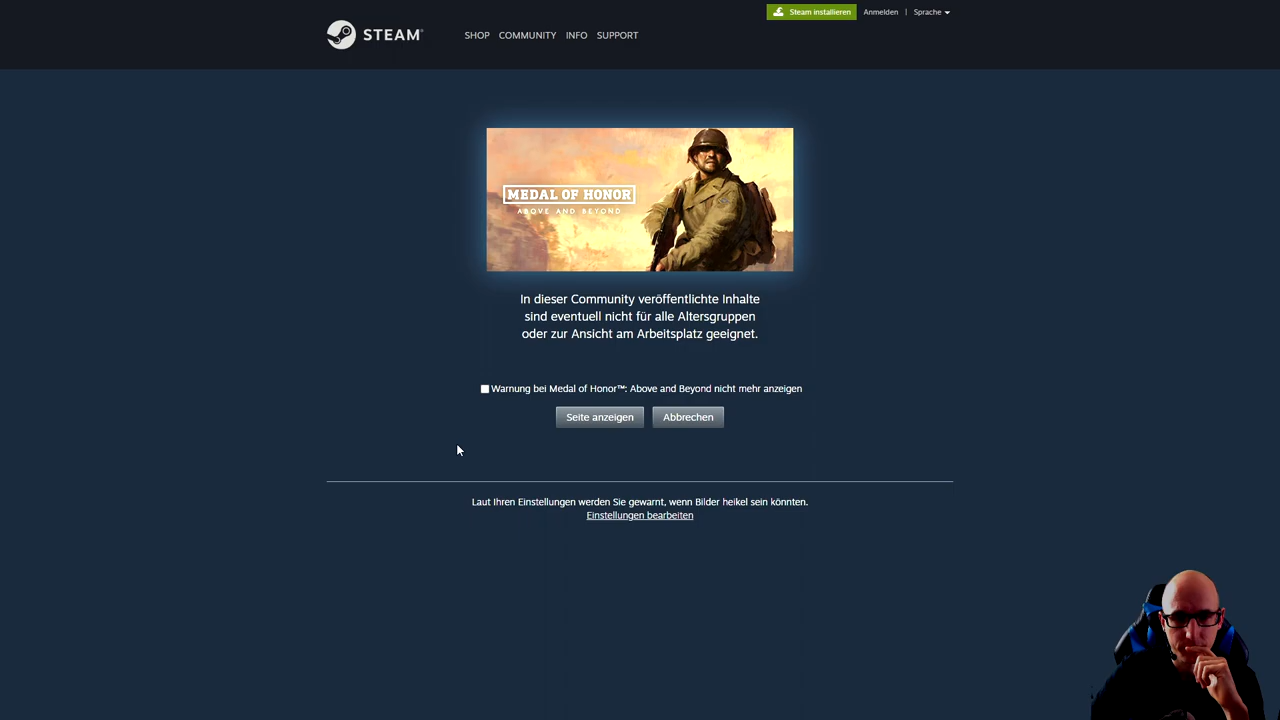 Steam installieren
Anmelden | Sprache
STEAM®
SHOP COMMUNITY INFO SUPPORT
MEDAL OF HONOR
ABOVE AND BEYOND
In dieser Community veröffentlichte Inhalte
sind eventuell nicht für alle Altersgruppen
oder zur Ansicht am Arbeitsplatz geeignet.
Warnung bei Medal of Honor™: Above and Beyond nicht mehr anzeigen
Seite anzeigen
Abbrechen
Laut Ihren Einstellungen werden Sie gewarnt, wenn Bilder heikel sein könnten.
Einstellungen bearbeiten